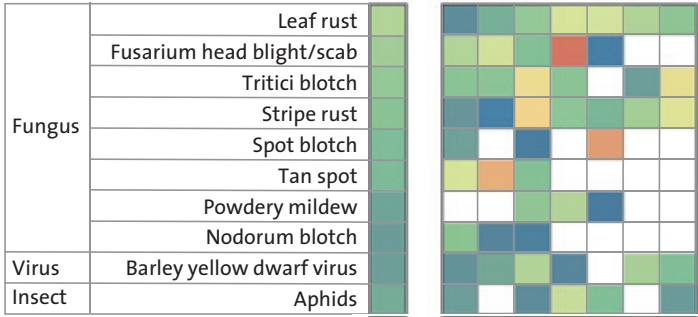 Leaf rust
Fusarium head blight/scab
Tritici blotch
Fungus
Stripe rust
Spot blotch
Tan spot
Powdery mildew
Nodorum blotch
Virus Barley yellow dwarf virus
Insect Aphids